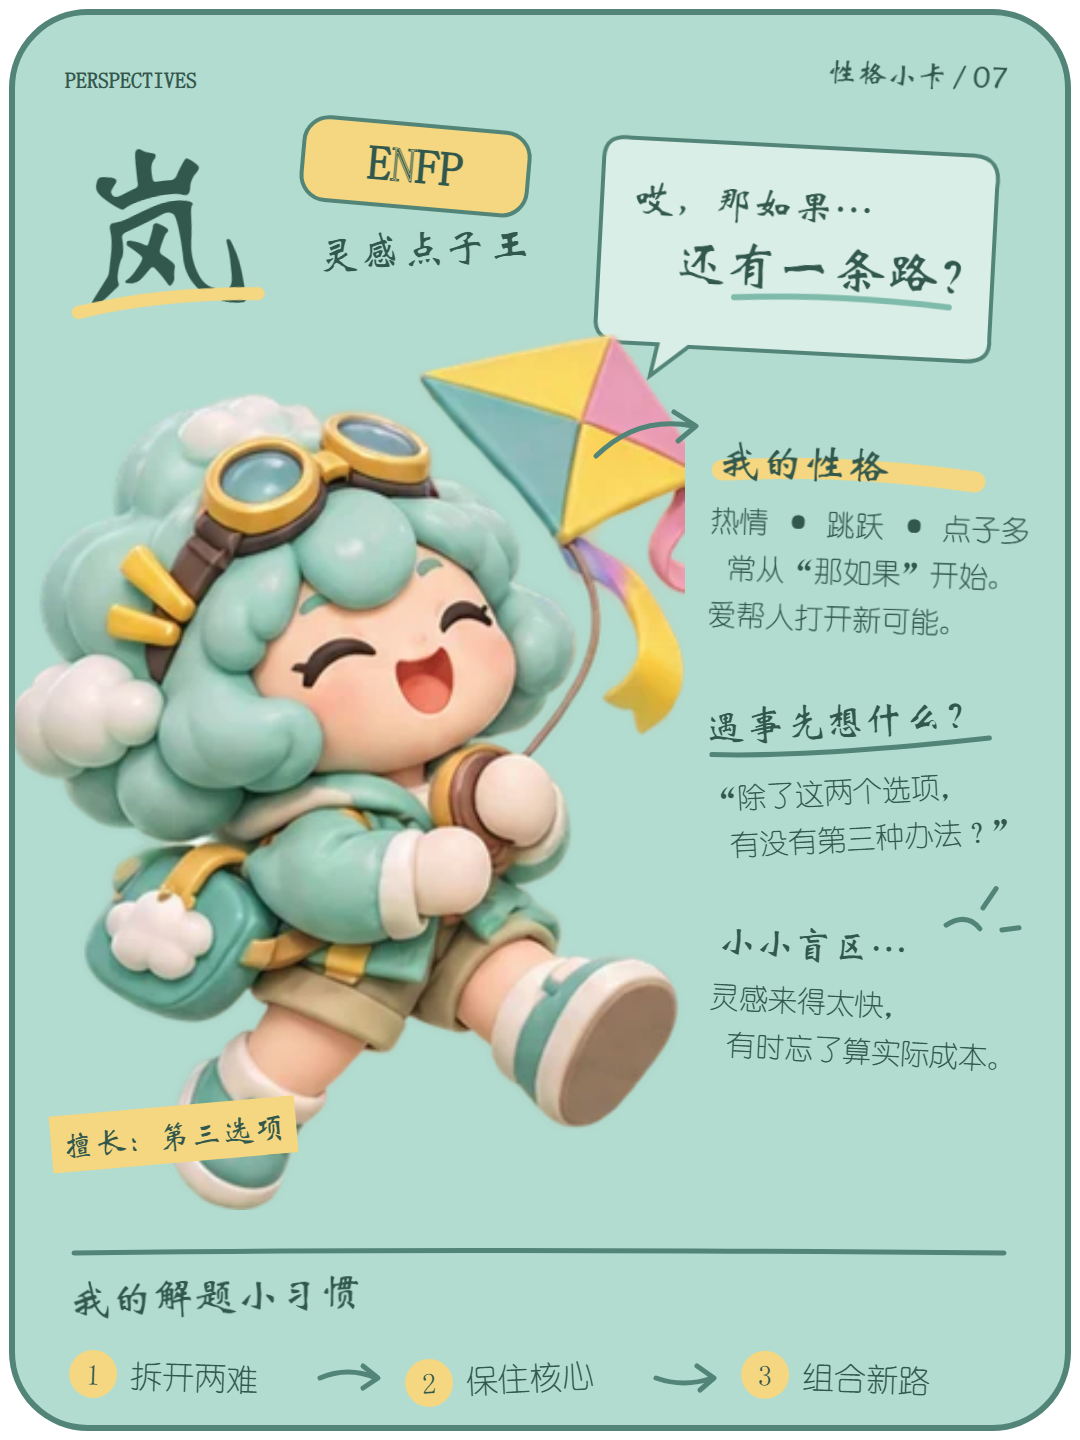 PERSPECTIVES
性格小卡 / 07
岚
ENFP
灵感点子王
哎，那如果…
还有一条路？
我的性格
热情 • 跳跃 • 点子多
常从“那如果”开始。
爱帮人打开新可能。
遇事先想什么？
“除了这两个选项，
有没有第三种办法？”
小小盲区…
灵感来得太快，
有时忘了算实际成本。
擅长：第三选项
我的解题小习惯
1 拆开两难
2 保住核心
3 组合新路